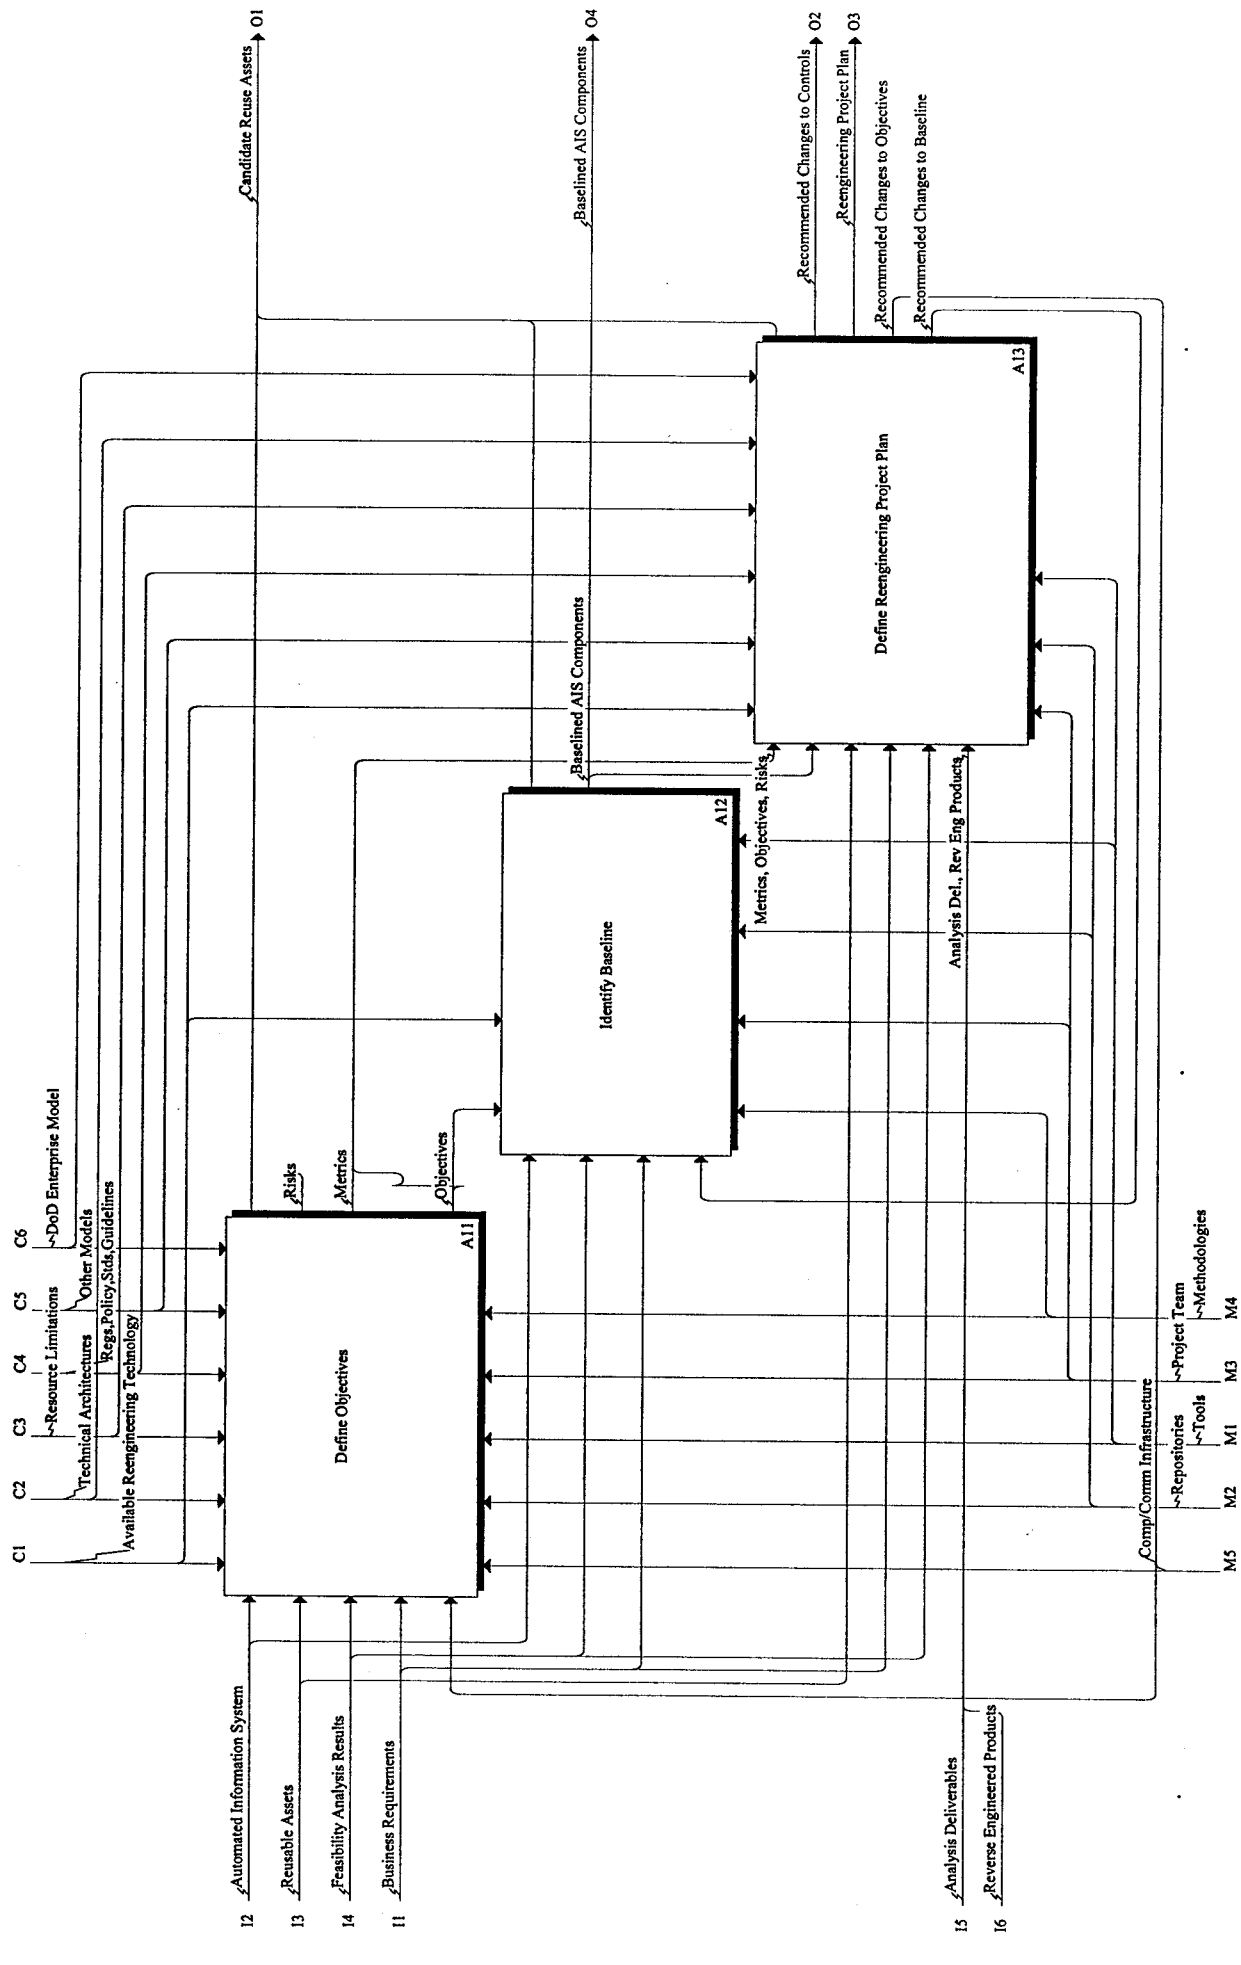 C1
C2
C3
C4
C5
C6
Available Reengineering Technology
Technical Architectures
Resource Limitations
Regs,Policy,Stds,Guidelines
Other Models
DoD Enterprise Model
I2
Automated Information System
I3
Reusable Assets
I4
Feasibility Analysis Results
I1
Business Requirements
Define Objectives
A11
Risks
Metrics
Objectives
Candidate Reuse Assets
O1
Identify Baseline
A12
Baselined AIS Components
Baselined AIS Components
O4
Metrics, Objectives, Risks
Analysis Del., Rev Eng Products
Define Reengineering Project Plan
A13
Recommended Changes to Controls
O2
Reengineering Project Plan
O3
Recommended Changes to Objectives
Recommended Changes to Baseline
I5
Analysis Deliverables
I6
Reverse Engineered Products
Comp/Comm Infrastructure
Repositories
Tools
Project Team
Methodologies
M5
M2
M1
M3
M4